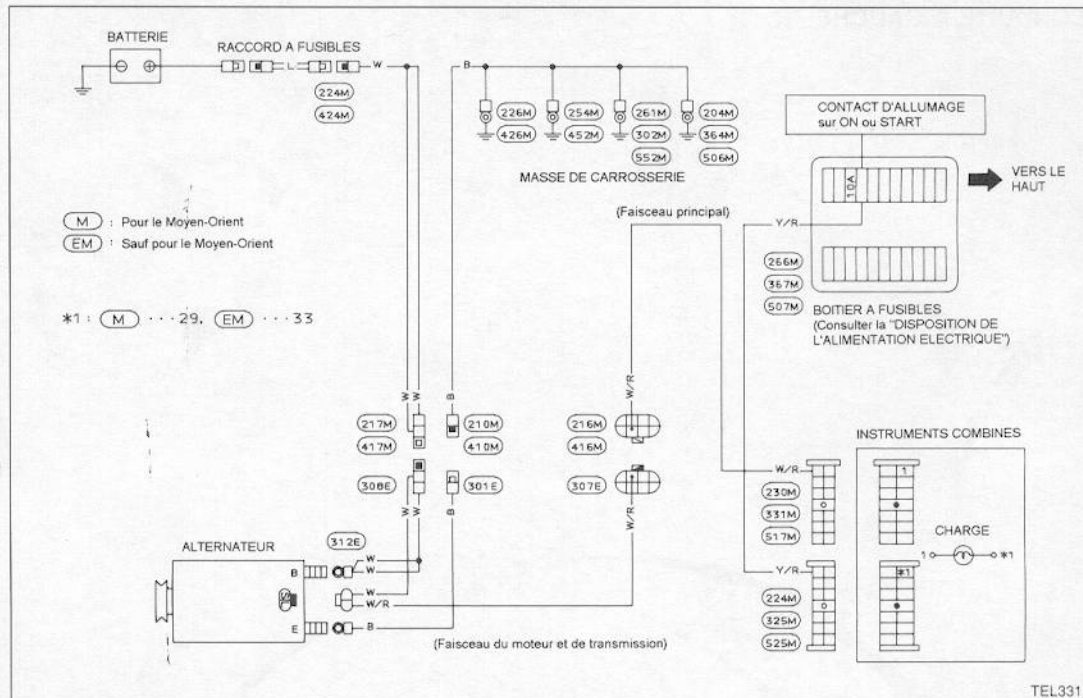 BATTERIE
RACCORD A FUSIBLES
L
W
B
224M
424M
226M
426M
254M
452M
261M
302M
552M
204M
364M
506M
MASSE DE CARROSSERIE
CONTACT D'ALLUMAGE
sur ON ou START
10A
VERS LE
HAUT
M : Pour le Moyen-Orient
EM : Sauf pour le Moyen-Orient
*1 : M ···29. EM ···33
(Faisceau principal)
Y/R
266M
367M
507M
BOITIER A FUSIBLES
(Consulter la "DISPOSITION DE
L'ALIMENTATION ELECTRIQUE")
W
W
B
W/R
217M
417M
210M
410M
216M
416M
308E
301E
307E
W
W
B
W/R
INSTRUMENTS COMBINES
W/R
1
230M
331M
517M
CHARGE
1
*1
Y/R
*1
224M
325M
525M
ALTERNATEUR
312E
B
W
W
S
L
W
W/R
E
B
(Faisceau du moteur et de transmission)
TEL331